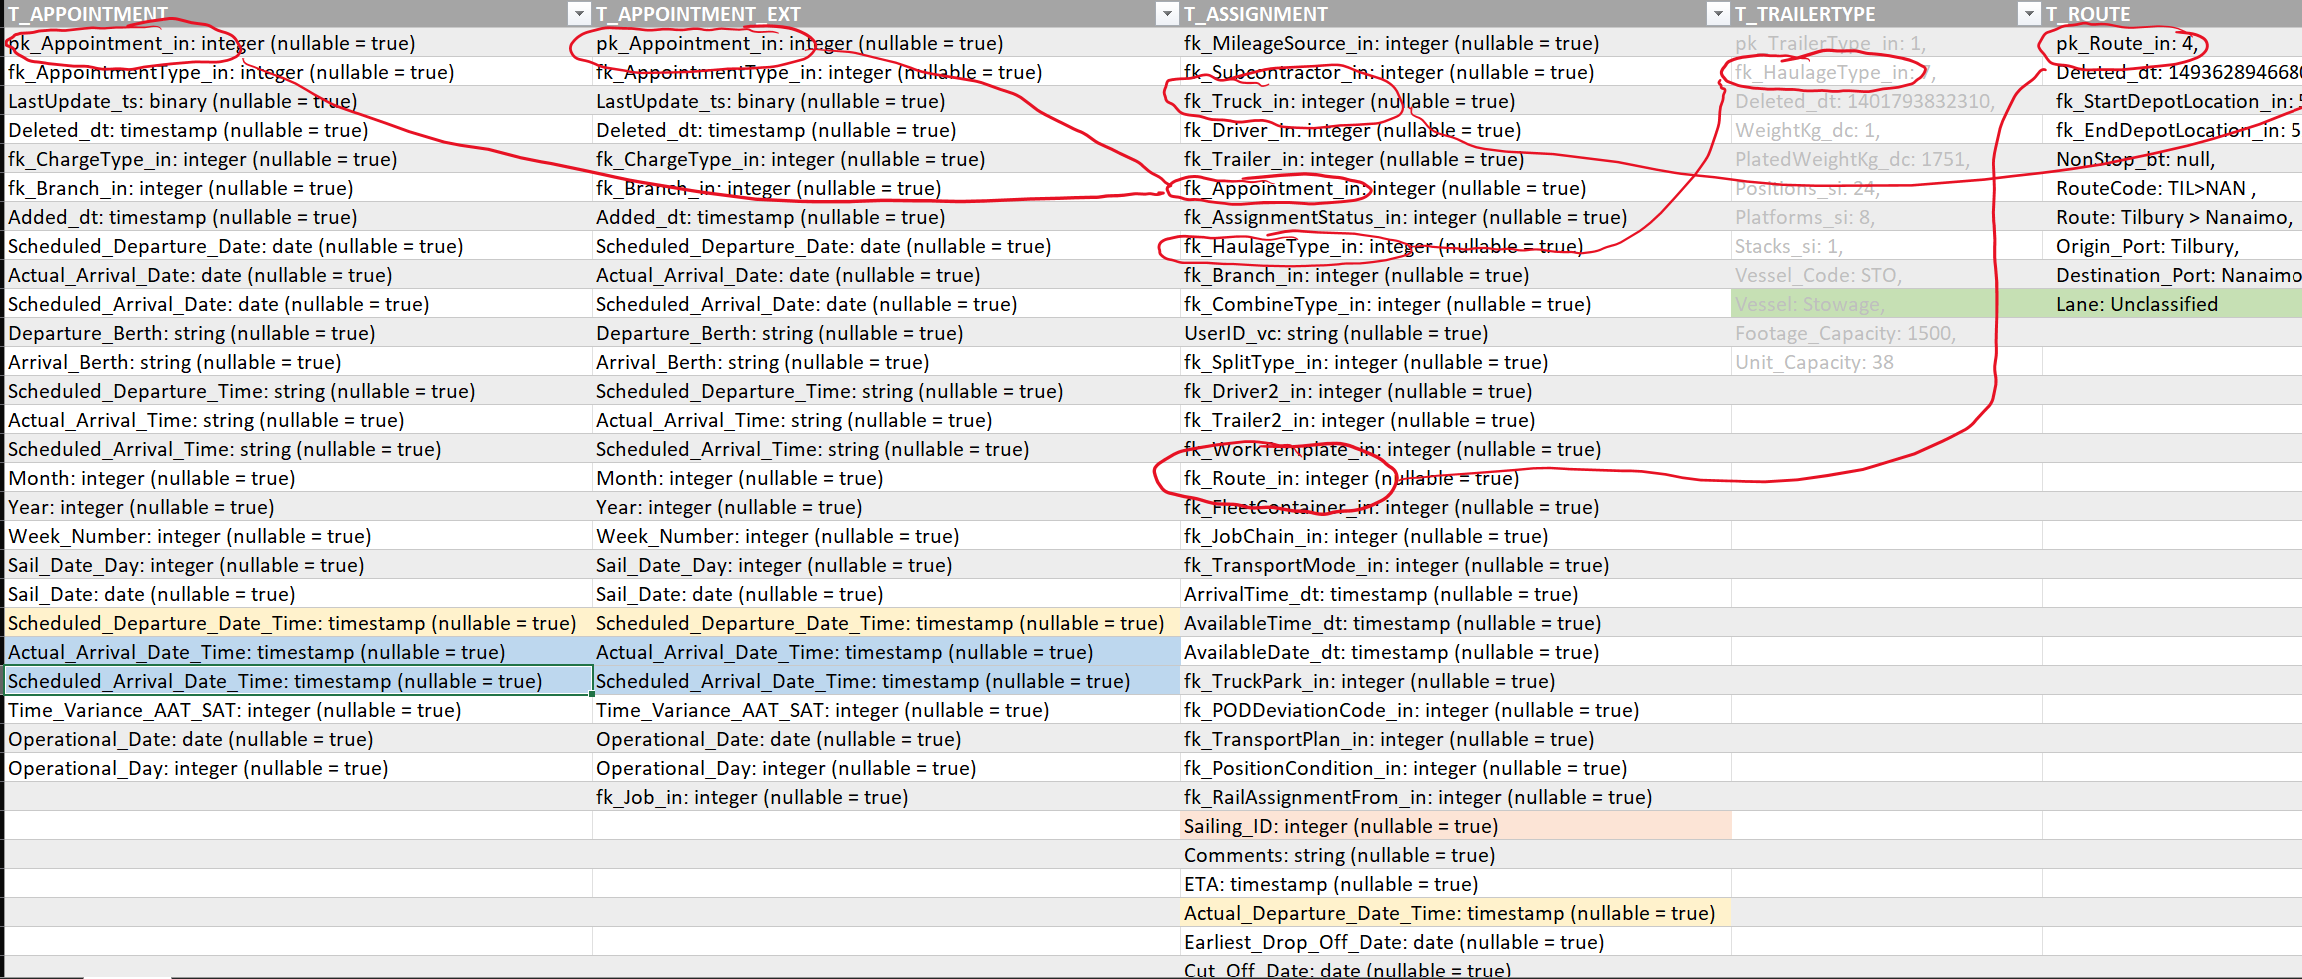 T_APPOINTMENT
pk_Appointment_in: integer (nullable = true)
fk_AppointmentType_in: integer (nullable = true)
LastUpdate_ts: binary (nullable = true)
Deleted_dt: timestamp (nullable = true)
fk_ChargeType_in: integer (nullable = true)
fk_Branch_in: integer (nullable = true)
Added_dt: timestamp (nullable = true)
Scheduled_Departure_Date: date (nullable = true)
Actual_Arrival_Date: date (nullable = true)
Scheduled_Arrival_Date: date (nullable = true)
Departure_Berth: string (nullable = true)
Arrival_Berth: string (nullable = true)
Scheduled_Departure_Time: string (nullable = true)
Actual_Arrival_Time: string (nullable = true)
Scheduled_Arrival_Time: string (nullable = true)
Month: integer (nullable = true)
Year: integer (nullable = true)
Week_Number: integer (nullable = true)
Sail_Date_Day: integer (nullable = true)
Sail_Date: date (nullable = true)
Scheduled_Departure_Date_Time: timestamp (nullable = true)
Actual_Arrival_Date_Time: timestamp (nullable = true)
Scheduled_Arrival_Date_Time: timestamp (nullable = true)
Time_Variance_AAT_SAT: integer (nullable = true)
Operational_Date: date (nullable = true)
Operational_Day: integer (nullable = true)
T_APPOINTMENT_EXT
pk_Appointment_in: integer (nullable = true)
fk_AppointmentType_in: integer (nullable = true)
LastUpdate_ts: binary (nullable = true)
Deleted_dt: timestamp (nullable = true)
fk_ChargeType_in: integer (nullable = true)
fk_Branch_in: integer (nullable = true)
Added_dt: timestamp (nullable = true)
Scheduled_Departure_Date: date (nullable = true)
Actual_Arrival_Date: date (nullable = true)
Scheduled_Arrival_Date: date (nullable = true)
Departure_Berth: string (nullable = true)
Arrival_Berth: string (nullable = true)
Scheduled_Departure_Time: string (nullable = true)
Actual_Arrival_Time: string (nullable = true)
Scheduled_Arrival_Time: string (nullable = true)
Month: integer (nullable = true)
Year: integer (nullable = true)
Week_Number: integer (nullable = true)
Sail_Date_Day: integer (nullable = true)
Sail_Date: date (nullable = true)
Scheduled_Departure_Date_Time: timestamp (nullable = true)
Actual_Arrival_Date_Time: timestamp (nullable = true)
Scheduled_Arrival_Date_Time: timestamp (nullable = true)
Time_Variance_AAT_SAT: integer (nullable = true)
Operational_Date: date (nullable = true)
Operational_Day: integer (nullable = true)
fk_Job_in: integer (nullable = true)
T_ASSIGNMENT
fk_MileageSource_in: integer (nullable = true)
fk_Subcontractor_in: integer (nullable = true)
fk_Truck_in: integer (nullable = true)
fk_Driver_in: integer (nullable = true)
fk_Trailer_in: integer (nullable = true)
fk_Appointment_in: integer (nullable = true)
fk_AssignmentStatus_in: integer (nullable = true)
fk_HaulageType_in: integer (nullable = true)
fk_Branch_in: integer (nullable = true)
fk_CombineType_in: integer (nullable = true)
UserID_vc: string (nullable = true)
fk_SplitType_in: integer (nullable = true)
fk_Driver2_in: integer (nullable = true)
fk_Trailer2_in: integer (nullable = true)
fk_WorkTemplate_in: integer (nullable = true)
fk_Route_in: integer (nullable = true)
fk_FleetContainer_in: integer (nullable = true)
fk_JobChain_in: integer (nullable = true)
fk_TransportMode_in: integer (nullable = true)
ArrivalTime_dt: timestamp (nullable = true)
AvailableTime_dt: timestamp (nullable = true)
AvailableDate_dt: timestamp (nullable = true)
fk_TruckPark_in: integer (nullable = true)
fk_PODDeviationCode_in: integer (nullable = true)
fk_TransportPlan_in: integer (nullable = true)
fk_PositionCondition_in: integer (nullable = true)
fk_RailAssignmentFrom_in: integer (nullable = true)
Sailing_ID: integer (nullable = true)
Comments: string (nullable = true)
ETA: timestamp (nullable = true)
Actual_Departure_Date_Time: timestamp (nullable = true)
Earliest_Drop_Off_Date: date (nullable = true)
Cut_Off_Date: date (nullable = true)
T_TRAILERTYPE
pk_TrailerType_in: 1,
fk_HaulageType_in: 7,
Deleted_dt: 1401793832310,
WeightKg_dc: 1,
PlatedWeightKg_dc: 1751,
Positions_si: 24,
Platforms_si: 8,
Stacks_si: 1,
Vessel_Code: STO,
Vessel: Stowage,
Footage_Capacity: 1500,
Unit_Capacity: 38
T_ROUTE
pk_Route_in: 4,
Deleted_dt: 1493628946680
fk_StartDepotLocation_in:
fk_EndDepotLocation_in: 5
NonStop_bt: null,
RouteCode: TIL>NAN ,
Route: Tilbury > Nanaimo,
Origin_Port: Tilbury,
Destination_Port: Nanaimo
Lane: Unclassified